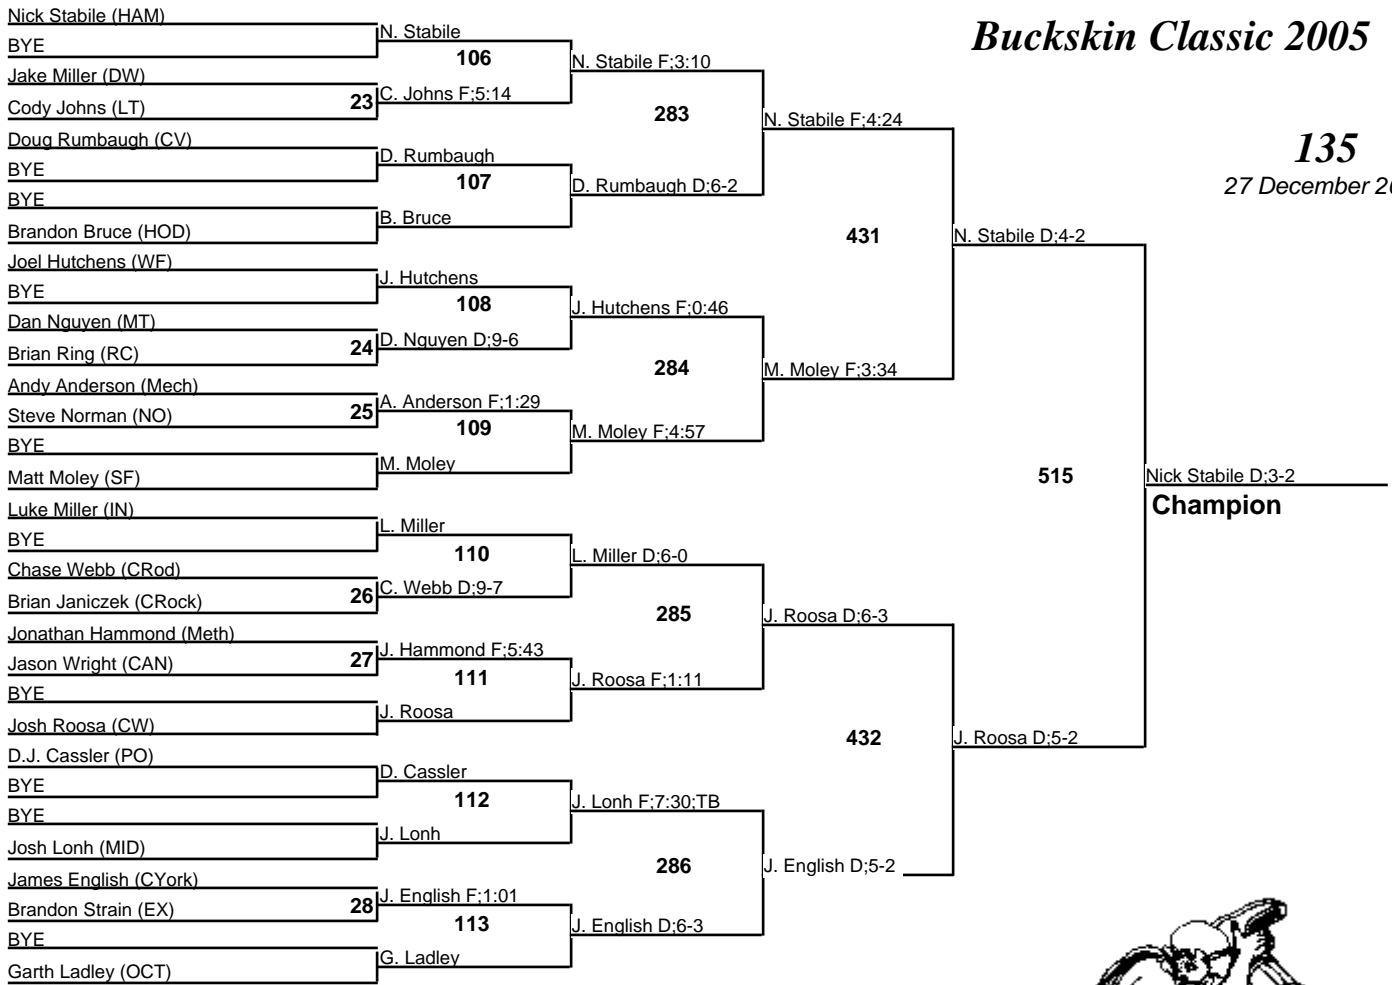 Buckskin Classic 2005
135
27 December 20
Nick Stabile (HAM)
BYE
Jake Miller (DW)
Cody Johns (LT)
Doug Rumbaugh (CV)
BYE
BYE
Brandon Bruce (HOD)
Joel Hutchens (WF)
BYE
Dan Nguyen (MT)
Brian Ring (RC)
Andy Anderson (Mech)
Steve Norman (NO)
BYE
Matt Moley (SF)
Luke Miller (IN)
BYE
Chase Webb (CRod)
Brian Janiczek (CRock)
Jonathan Hammond (Meth)
Jason Wright (CAN)
BYE
Josh Roosa (CW)
D.J. Cassler (PO)
BYE
BYE
Josh Lonh (MID)
James English (CYork)
Brandon Strain (EX)
BYE
Garth Ladley (OCT)
23
24
25
26
27
28
N. Stabile
106
C. Johns F;5:14
D. Rumbaugh
107
B. Bruce
J. Hutchens
108
D. Nguyen D;9-6
A. Anderson F;1:29
109
M. Moley
L. Miller
110
C. Webb D;9-7
J. Hammond F;5:43
111
J. Roosa
D. Cassler
112
J. Lonh
J. English F;1:01
113
G. Ladley
N. Stabile F;3:10
283
D. Rumbaugh D;6-2
J. Hutchens F;0:46
284
M. Moley F;4:57
L. Miller D;6-0
285
J. Roosa F;1:11
J. Lonh F;7:30;TB
286
J. English D;6-3
N. Stabile F;4:24
431
M. Moley F;3:34
J. Roosa D;6-3
432
J. English D;5-2
N. Stabile D;4-2
515
J. Roosa D;5-2
Nick Stabile D;3-2
Champion